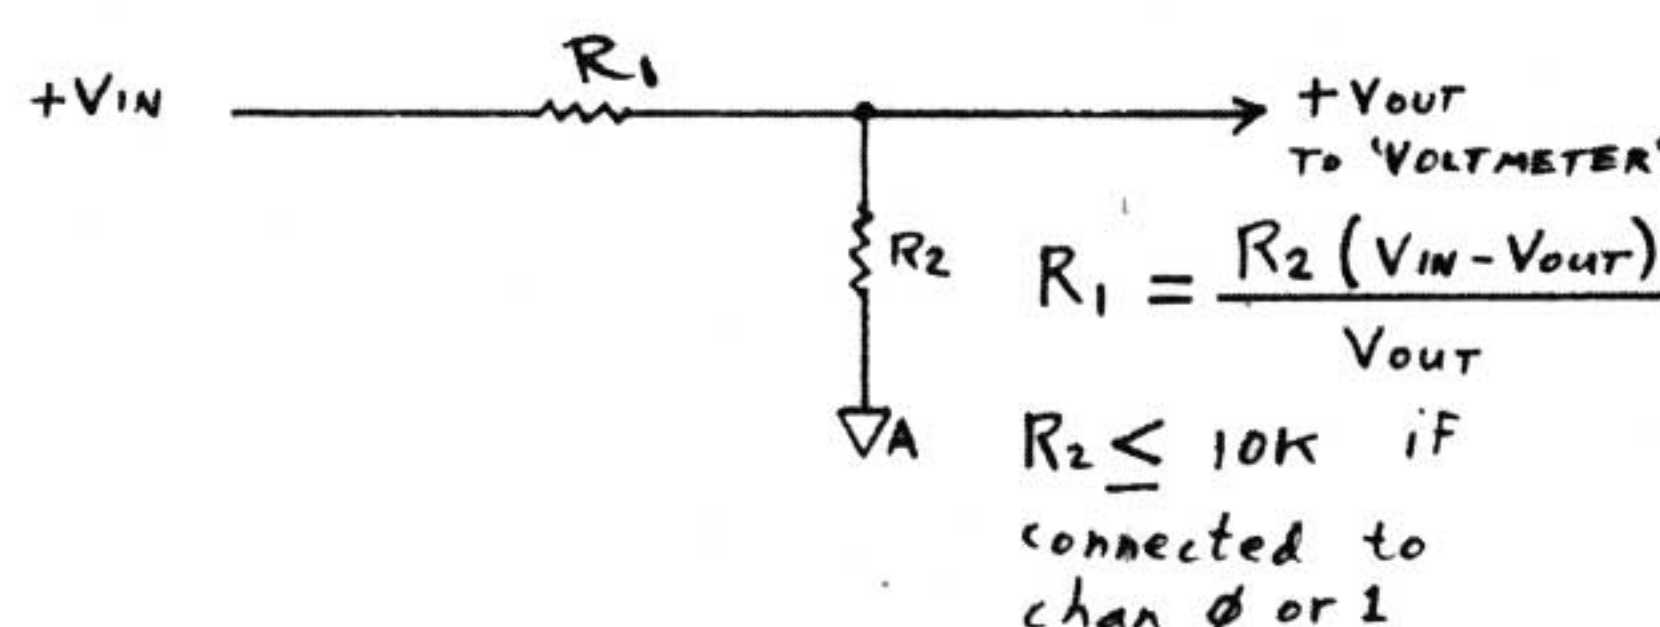 R1
+VIN
+VOUT
TO 'VOLTMETER'
R2
R1 = R2 (VIN - VOUT)
VOUT
A
R2 ≤ 10K iF
connected to
chan Ø or 1